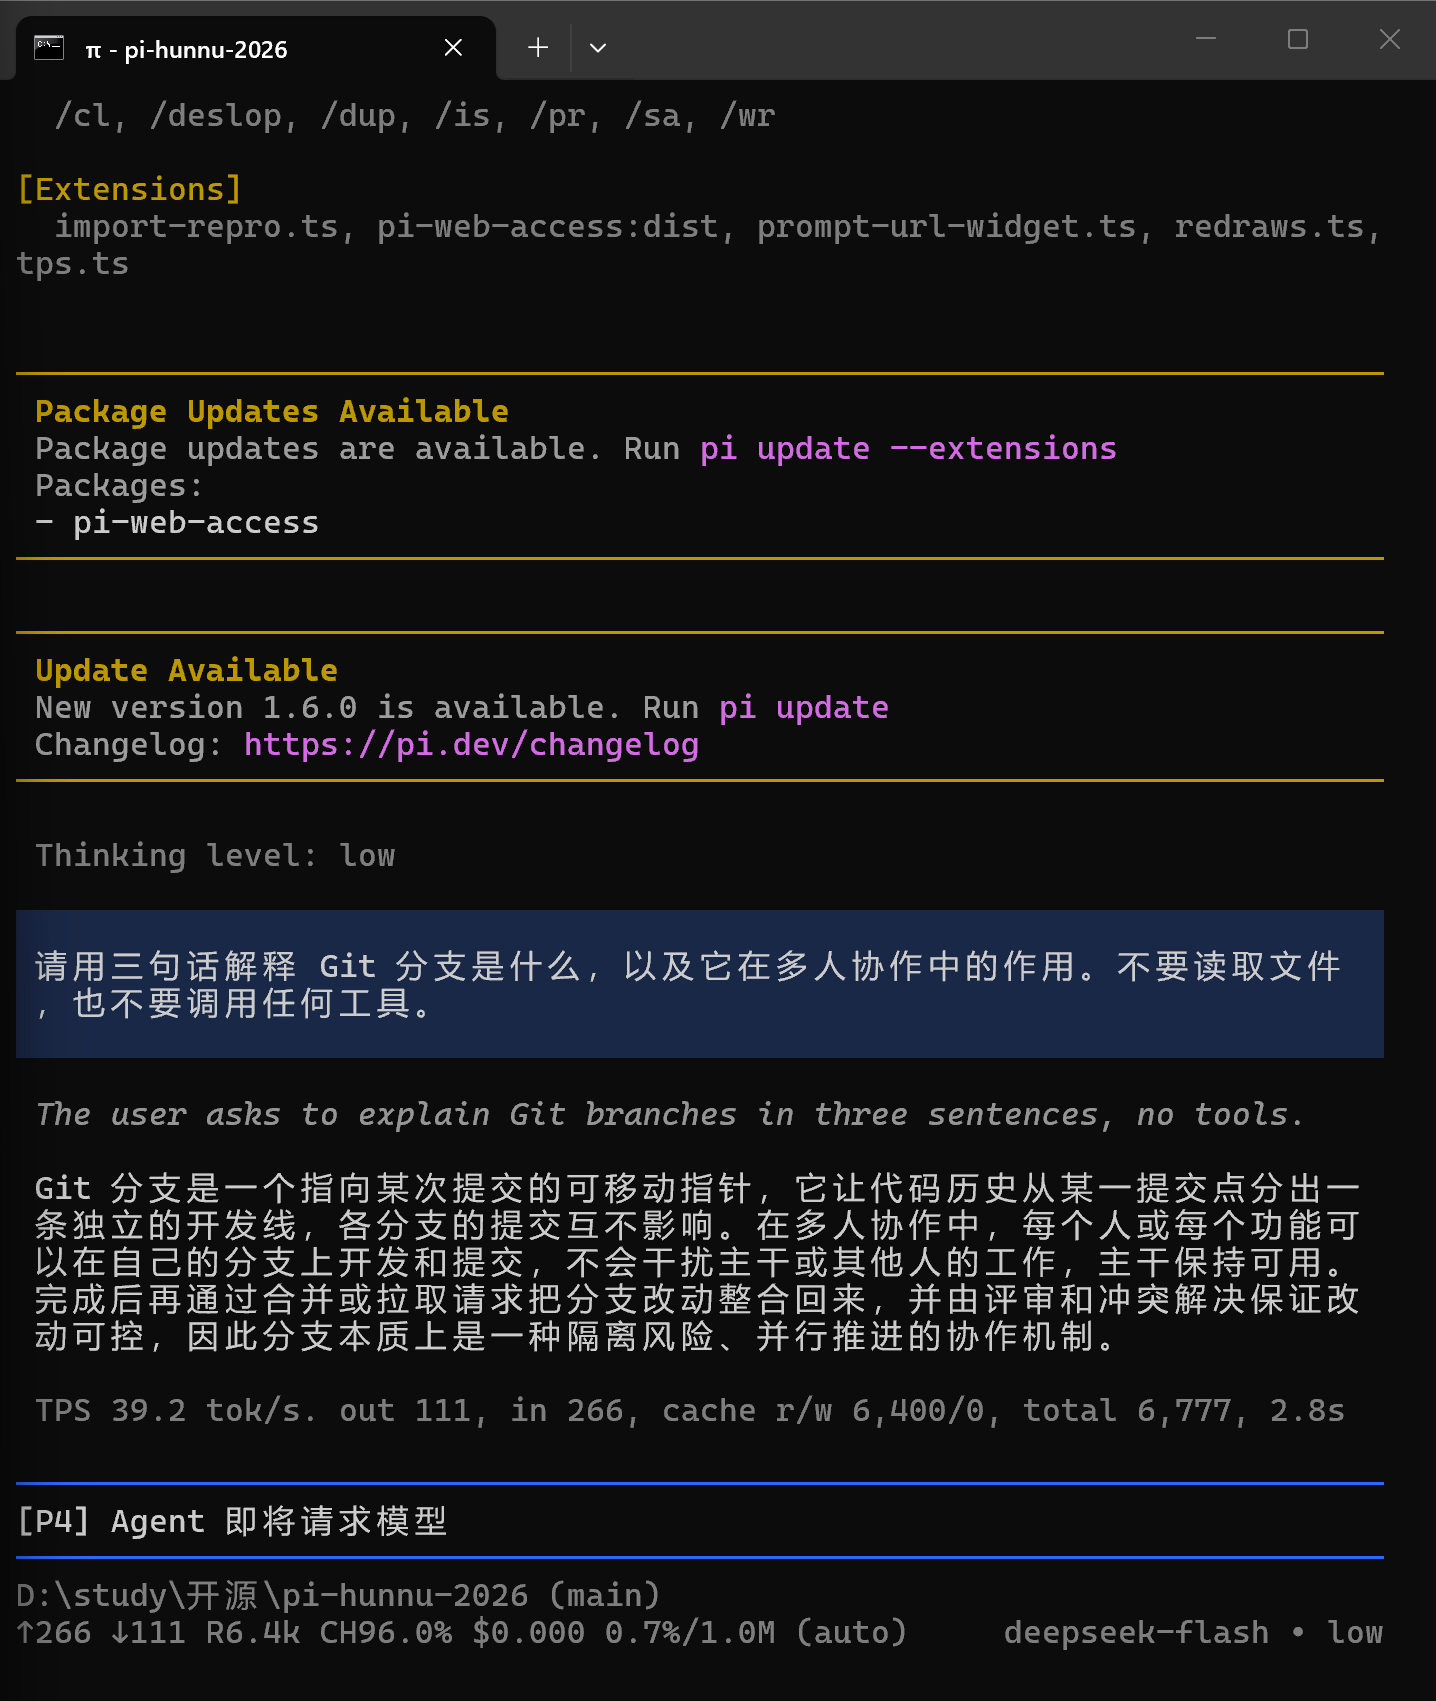 π - pi-hunnu-2026
/cl, /deslop, /dup, /is, /pr, /sa, /wr
[Extensions]
import-repro.ts, pi-web-access:dist, prompt-url-widget.ts, redraws.ts,
tps.ts
Package Updates Available
Package updates are available. Run pi update --extensions
Packages:
- pi-web-access
Update Available
New version 1.6.0 is available. Run pi update
Changelog: https://pi.dev/changelog
Thinking level: low
请用三句话解释 Git 分支是什么，以及它在多人协作中的作用。不要读取文件
，也不要调用任何工具。
The user asks to explain Git branches in three sentences, no tools.
Git 分支是一个指向某次提交的可移动指针，它让代码历史从某一提交点分出一
条独立的开发线，各分支的提交互不影响。在多人协作中，每个人或每个功能可
以在自己的分支上开发和提交，不会干扰主干或其他人的工作，主干保持可用。
完成后再通过合并或拉取请求把分支改动整合回来，并由评审和冲突解决保证改
动可控，因此分支本质上是一种隔离风险、并行推进的协作机制。
TPS 39.2 tok/s. out 111, in 266, cache r/w 6,400/0, total 6,777, 2.8s
[P4] Agent 即将请求模型
D:\study\开源\pi-hunnu-2026 (main)
↑266 ↓111 R6.4k CH96.0% $0.000 0.7%/1.0M (auto) deepseek-flash • low